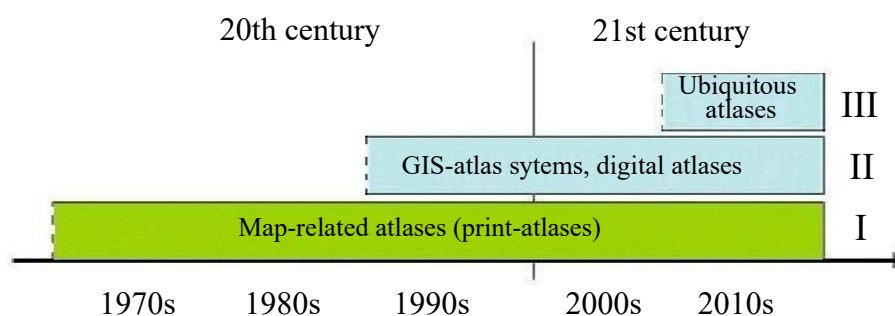 20th century
21st century
Ubiquitous
atlases
III
GIS-atlas sytems, digital atlases
II
Map-related atlases (print-atlases)
I
1970s
1980s
1990s
2000s
2010s